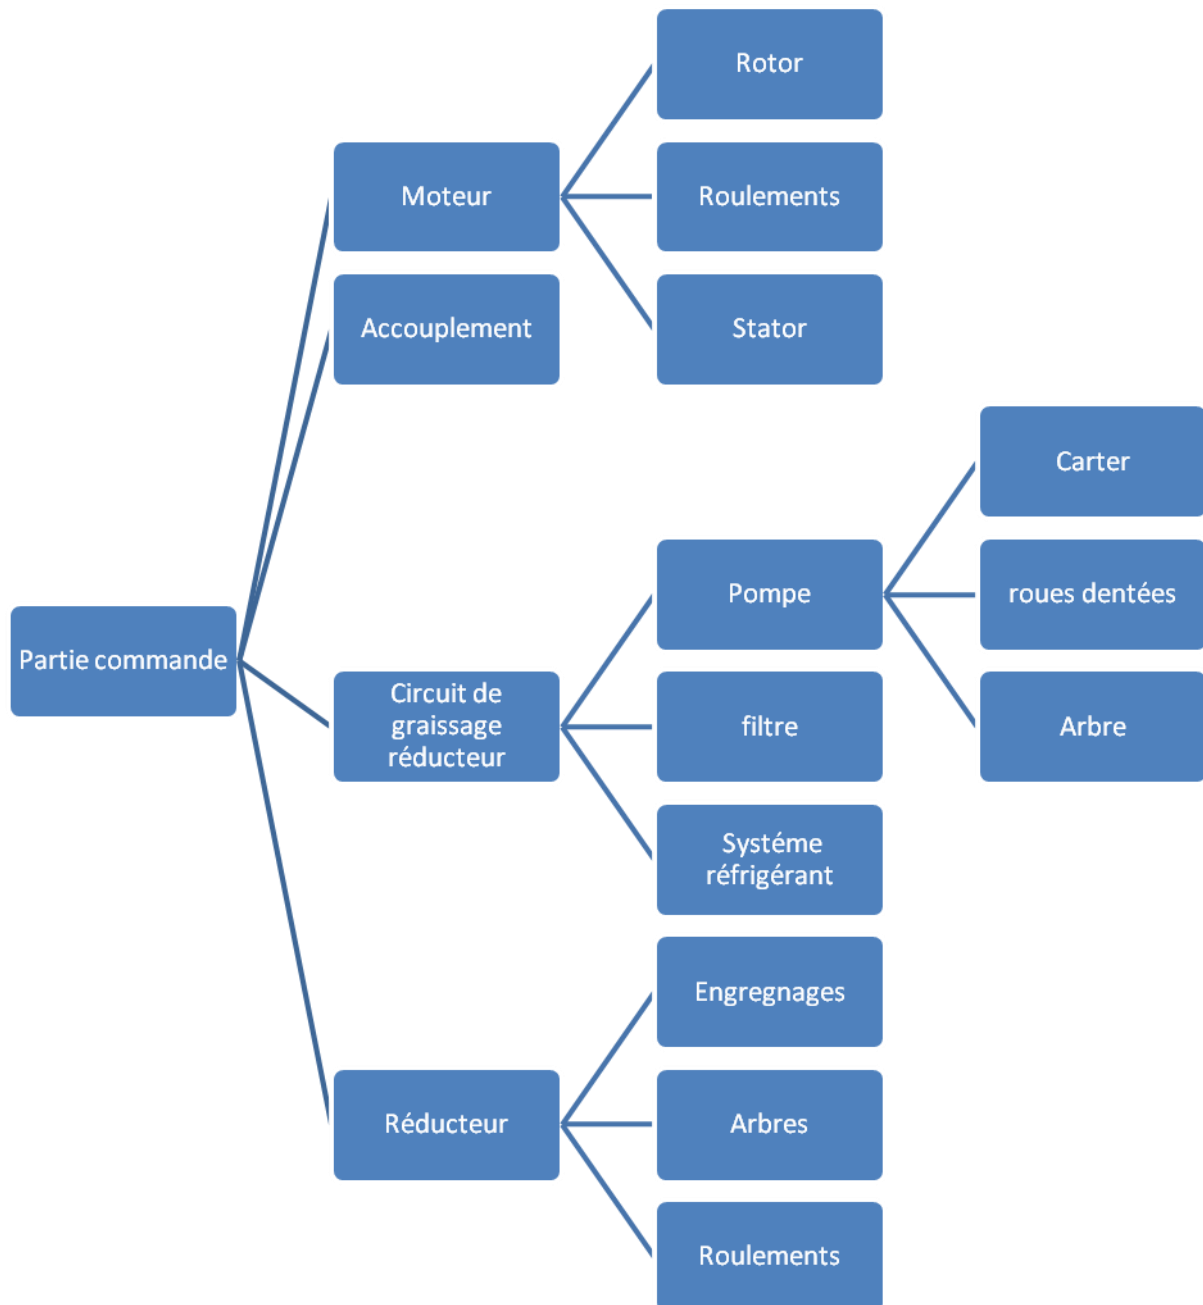 Rotor
Moteur
Roulements
Accouplement
Stator
Carter
Pompe
roues dentées
Partie commande
Circuit de
graissage
réducteur
filtre
Arbre
Systéme
réfrigérant
Engregnages
Réducteur
Arbres
Roulements